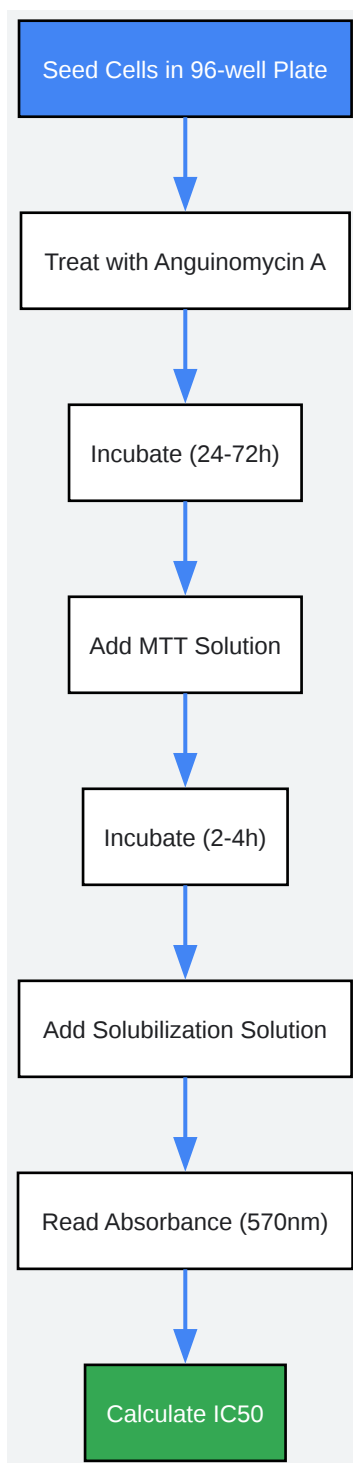 Seed Cells in 96-well Plate
Treat with Anguinomycin A
Incubate (24-72h)
Add MTT Solution
Incubate (2-4h)
Add Solubilization Solution
Read Absorbance (570nm)
Calculate IC50